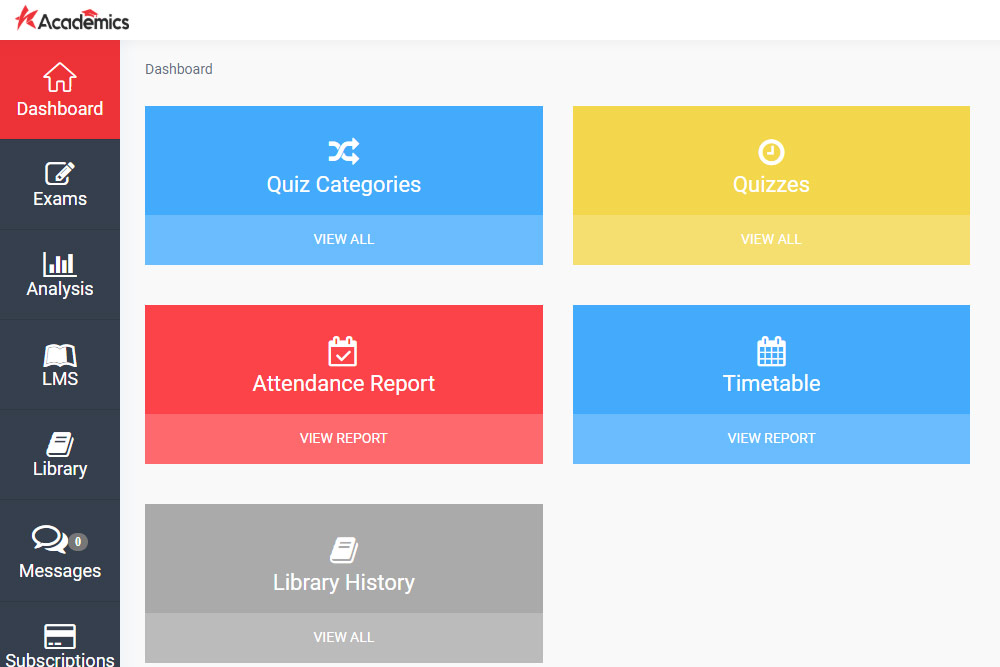 Academics
Dashboard
Exams
Analysis
LMS
Library
0
Messages
Subscriptions
Dashboard
Quiz Categories
VIEW ALL
Quizzes
VIEW ALL
Attendance Report
VIEW REPORT
Timetable
VIEW REPORT
Library History
VIEW ALL